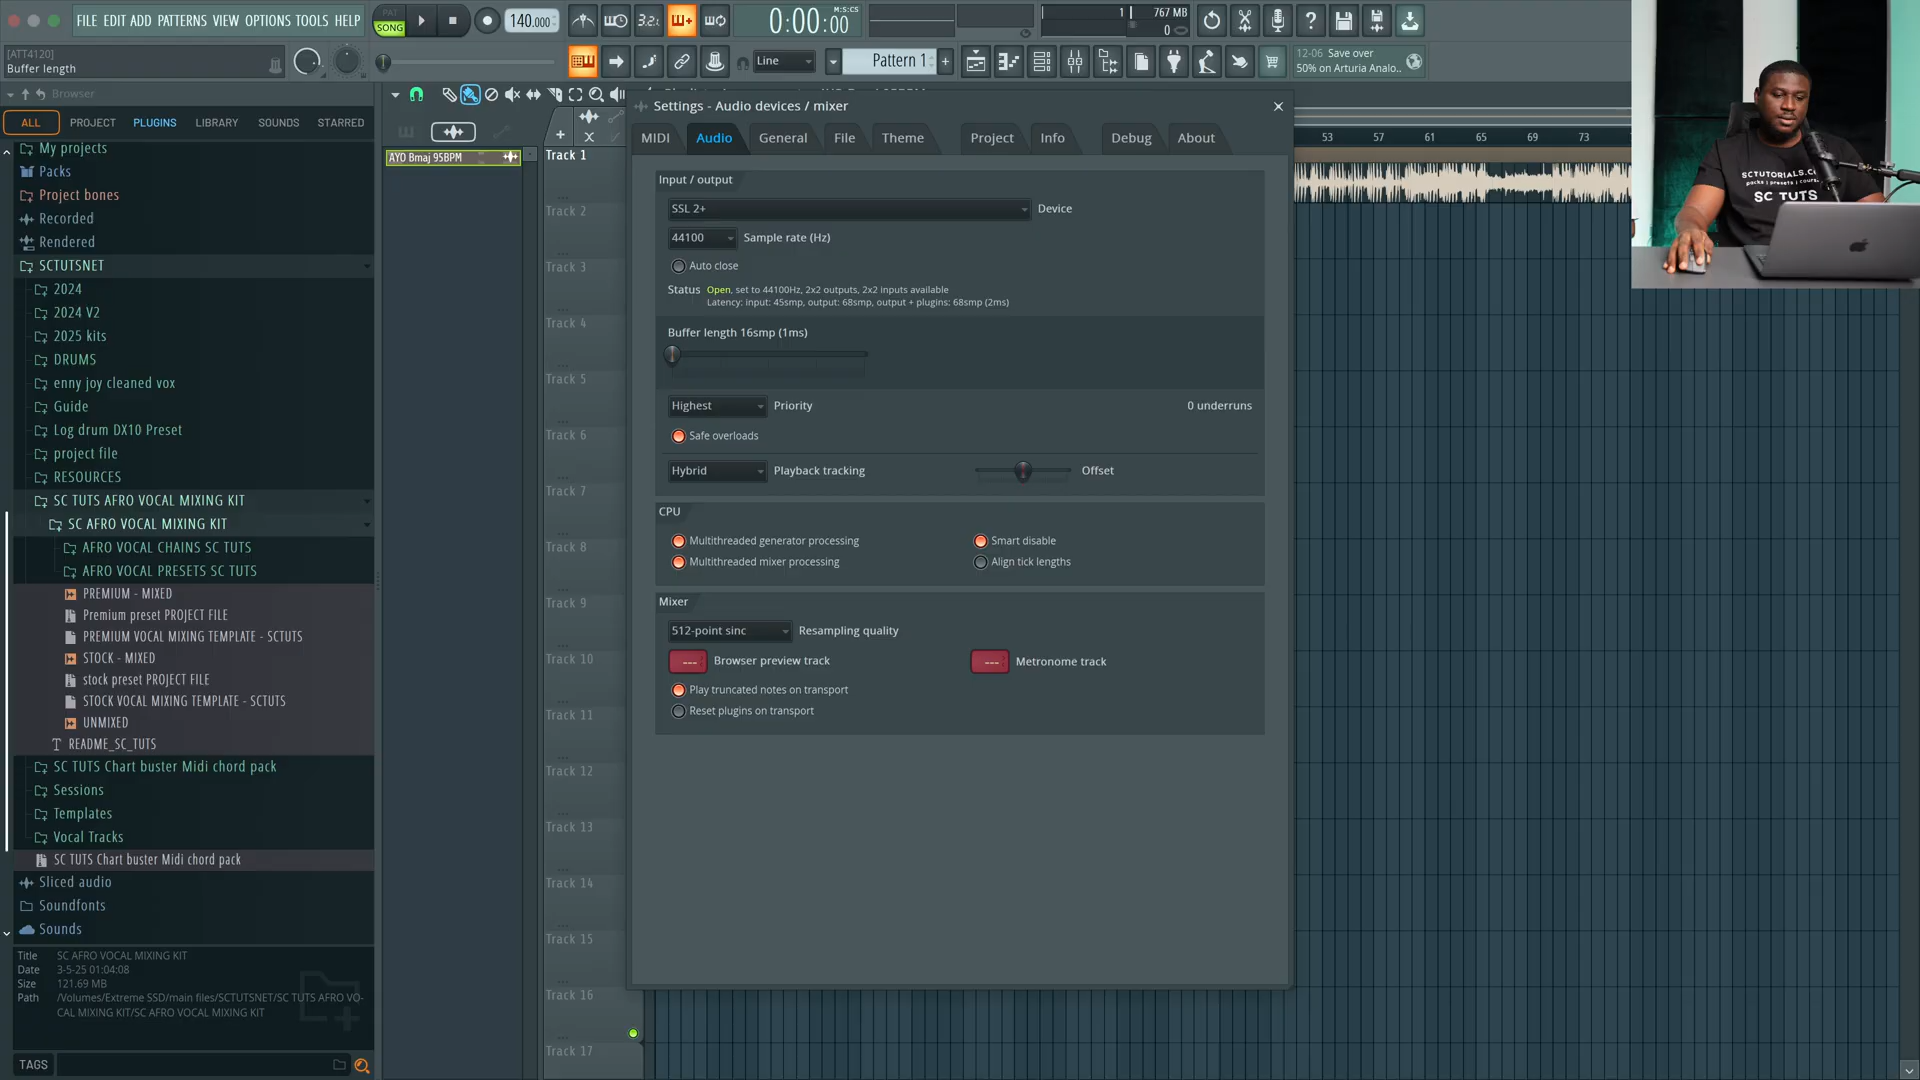 FILE EDIT ADD PATTERNS VIEW OPTIONS TOOLS HELP
PAT
SONG
140.000
3.2.
0:00:00
M:S:CS
1
767 MB
0
[ATT4120]
Buffer length
Line
Pattern 1
12-06 Save over
50% on Arturia Analo..
Browser
ALL
PROJECT
PLUGINS
LIBRARY
SOUNDS
STARRED
My projects
Packs
Project bones
Recorded
Rendered
SCTUTSNET
2024
2024 V2
2025 kits
DRUMS
enny joy cleaned vox
Guide
Log drum DX10 Preset
project file
RESOURCES
SC TUTS AFRO VOCAL MIXING KIT
SC AFRO VOCAL MIXING KIT
AFRO VOCAL CHAINS SC TUTS
AFRO VOCAL PRESETS SC TUTS
PREMIUM - MIXED
Premium preset PROJECT FILE
PREMIUM VOCAL MIXING TEMPLATE - SCTUTS
STOCK - MIXED
stock preset PROJECT FILE
STOCK VOCAL MIXING TEMPLATE - SCTUTS
UNMIXED
README_SC_TUTS
SC TUTS Chart buster Midi chord pack
Sessions
Templates
Vocal Tracks
SC TUTS Chart buster Midi chord pack
Sliced audio
Soundfonts
Sounds
Title SC AFRO VOCAL MIXING KIT
Date 3-5-25 01:04:08
Size 121.69 MB
Path /Volumes/Extreme SSD/main files/SCTUTSNET/SC TUTS AFRO VO-
CAL MIXING KIT/SC AFRO VOCAL MIXING KIT
TAGS
AYO Bmaj 95BPM
Track 1
Track 2
Track 3
Track 4
Track 5
Track 6
Track 7
Track 8
Track 9
Track 10
Track 11
Track 12
Track 13
Track 14
Track 15
Track 16
Track 17
Settings - Audio devices / mixer
MIDI
Audio
General
File
Theme
Project
Info
Debug
About
Input / output
SSL 2+
Device
44100
Sample rate (Hz)
Auto close
Status Open, set to 44100Hz, 2x2 outputs, 2x2 inputs available
Latency: input: 45smp, output: 68smp, output + plugins: 68smp (2ms)
Buffer length 16smp (1ms)
Highest
Priority
0 underruns
Safe overloads
Hybrid
Playback tracking
Offset
CPU
Multithreaded generator processing
Smart disable
Multithreaded mixer processing
Align tick lengths
Mixer
512-point sinc
Resampling quality
---
Browser preview track
---
Metronome track
Play truncated notes on transport
Reset plugins on transport
53 57 61 65 69 73
SC TUTS